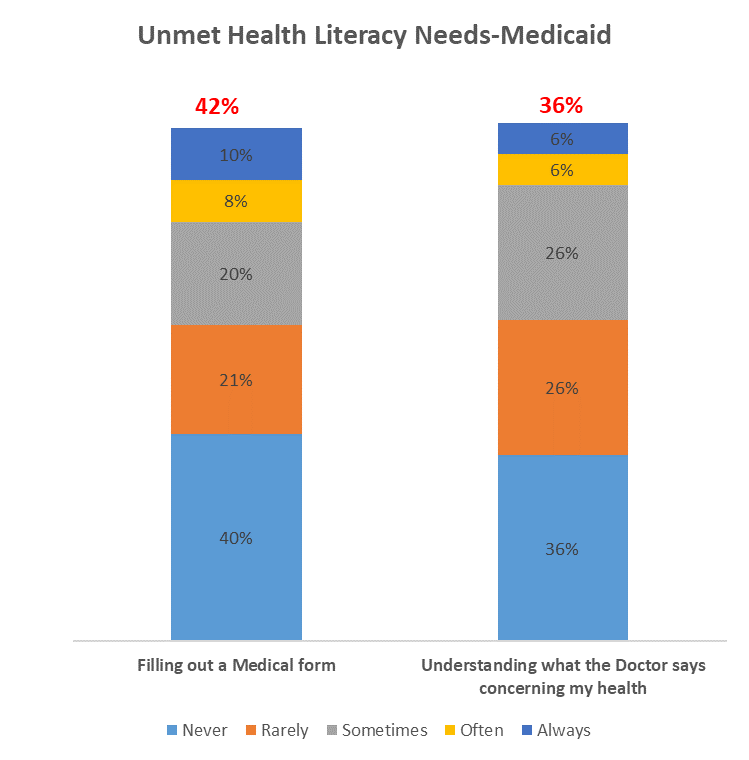 Unmet Health Literacy Needs-Medicaid
42%
36%
10%
8%
20%
21%
40%
6%
6%
26%
26%
36%
Filling out a Medical form
Understanding what the Doctor says
concerning my health
Never Rarely Sometimes Often Always